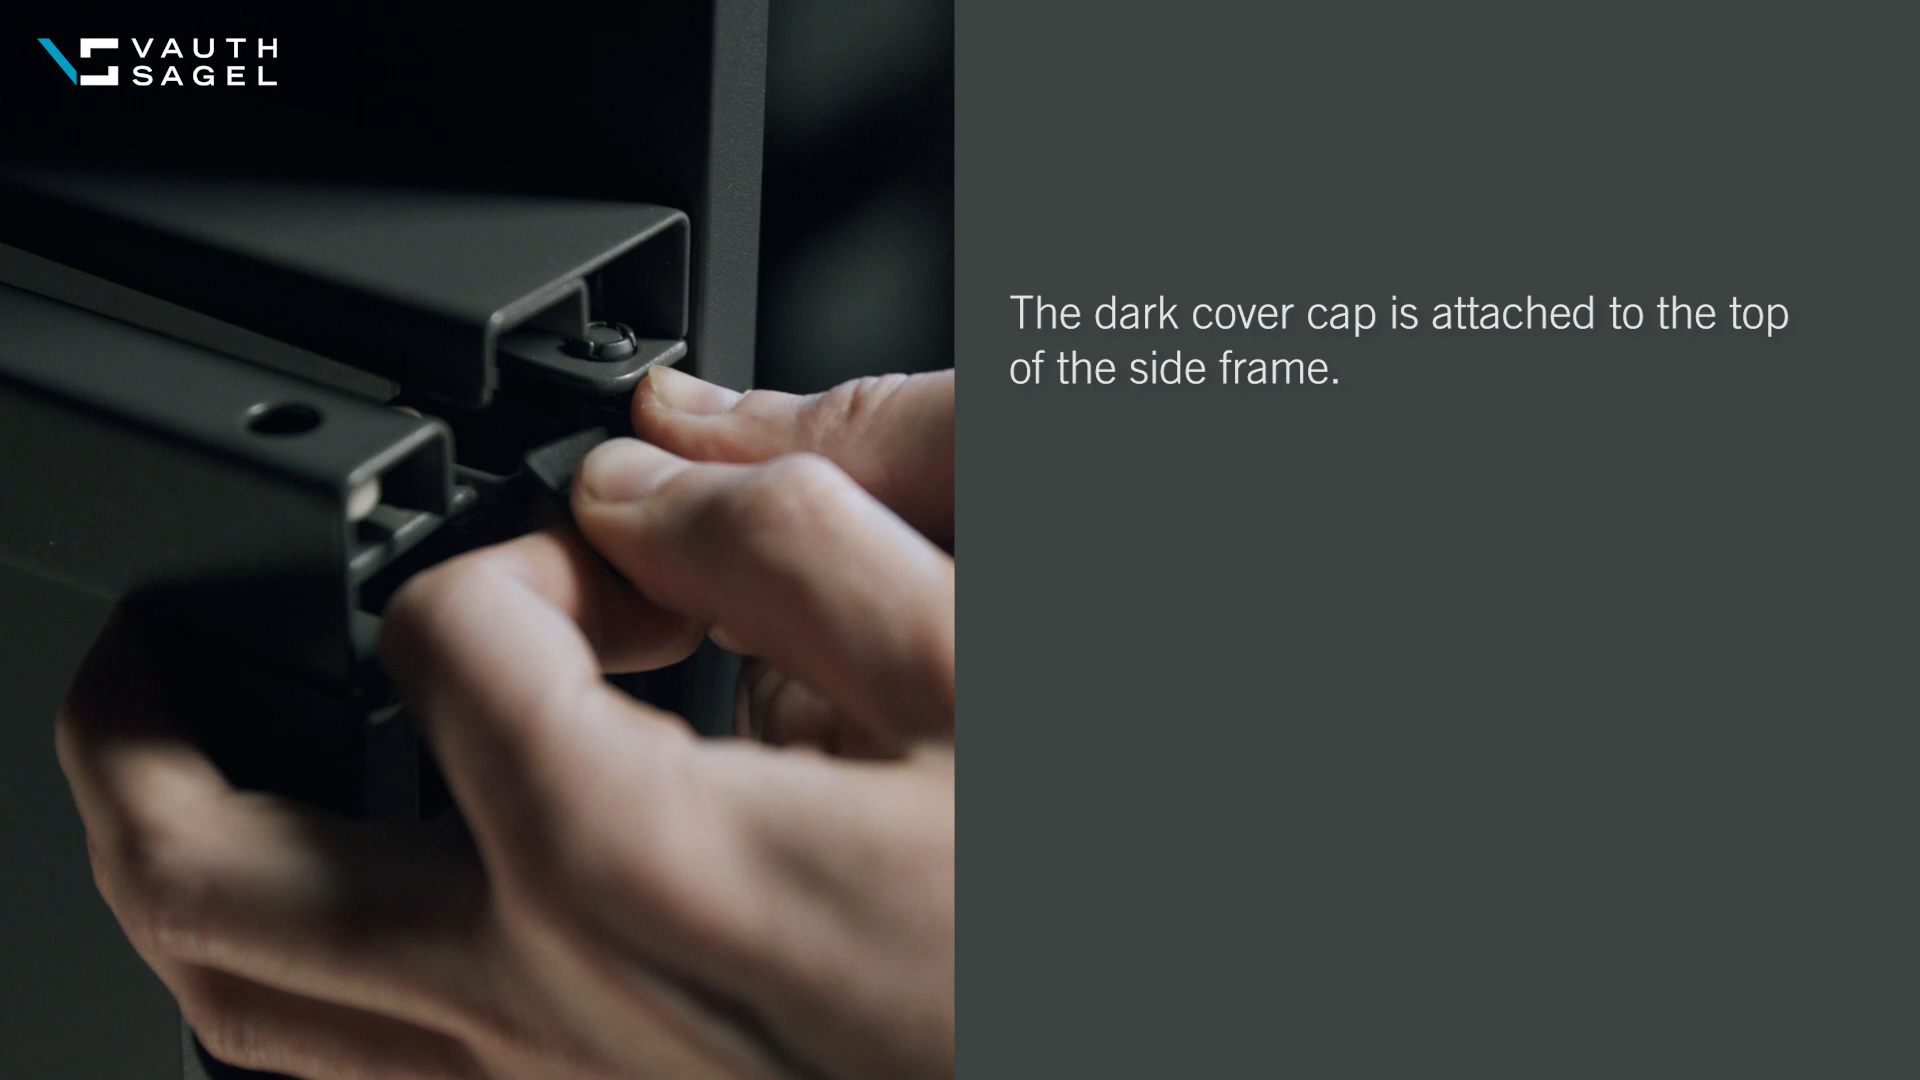 VAUTH
SAGEL
The dark cover cap is attached to the top
of the side frame.